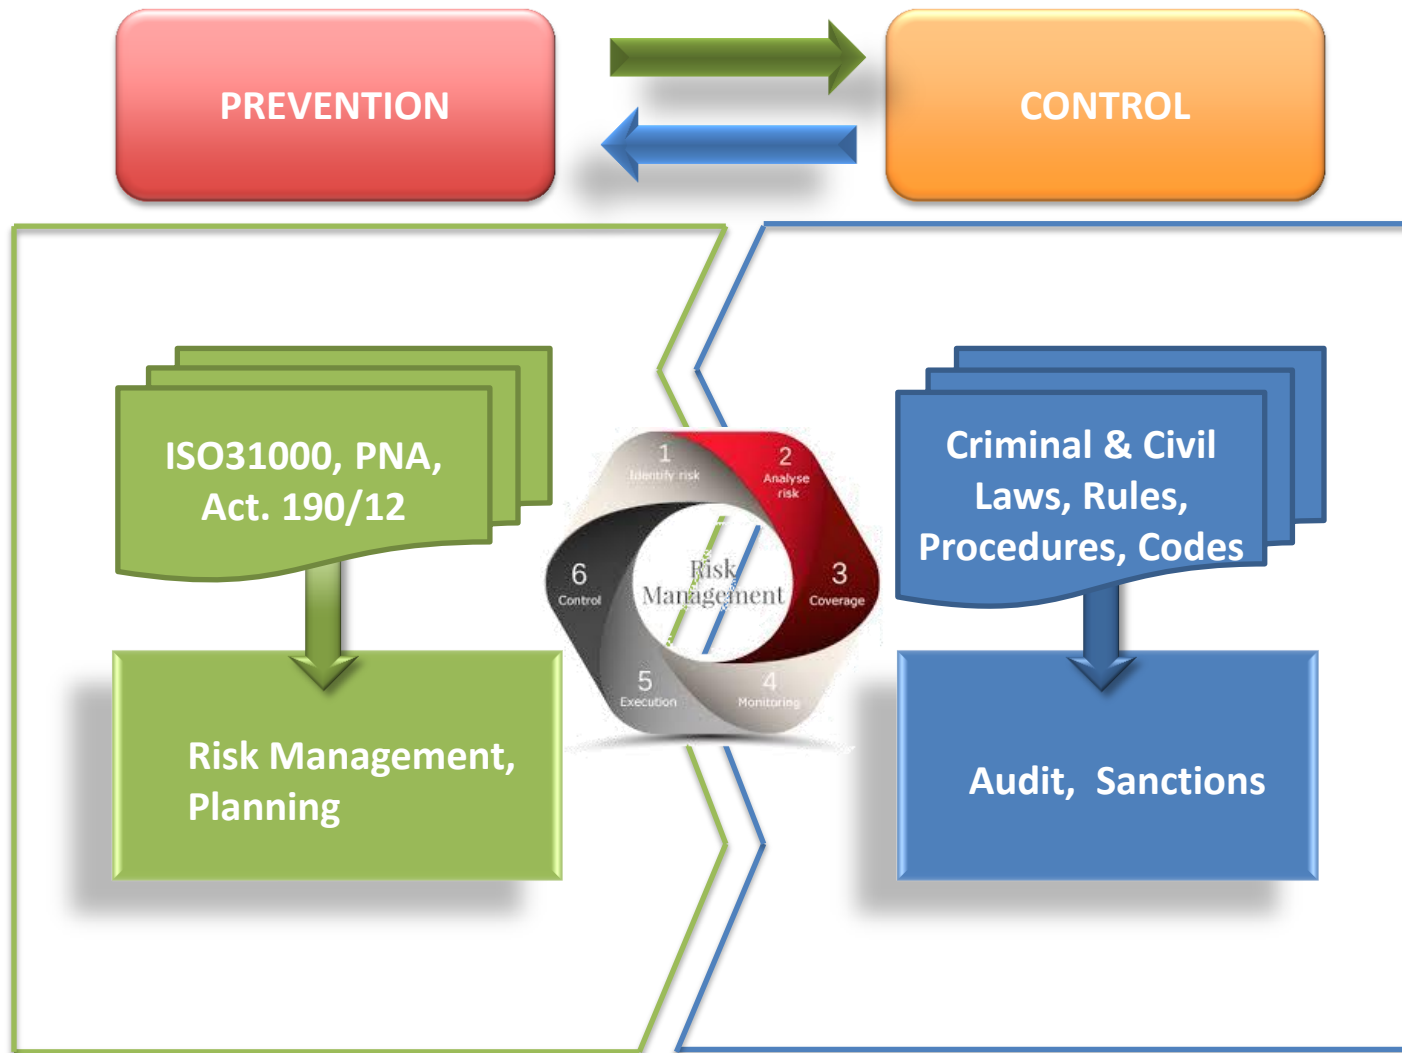 PREVENTION
CONTROL
ISO31000, PNA,
Act. 190/12
Criminal & Civil
Laws, Rules,
Procedures, Codes
1
Identify risk
2
Analyse
risk
3
Coverage
4
Monitoring
5
Execution
6
Control
Risk
Management
Risk Management,
Planning
Audit,  Sanctions